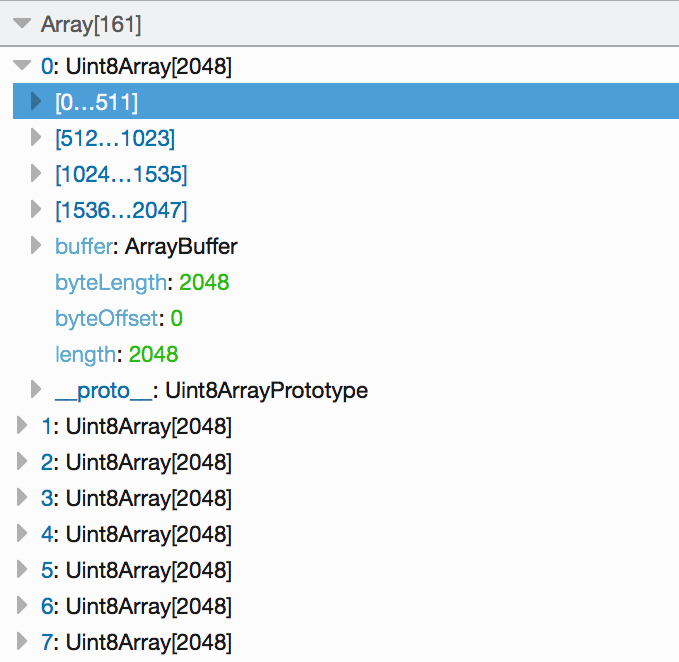 Array[161]
0: Uint8Array[2048]
[0...511]
[512...1023]
[1024...1535]
[1536...2047]
buffer: ArrayBuffer
byteLength: 2048
byteOffset: 0
length: 2048
__proto__: Uint8ArrayPrototype
1: Uint8Array[2048]
2: Uint8Array[2048]
3: Uint8Array[2048]
4: Uint8Array[2048]
5: Uint8Array[2048]
6: Uint8Array[2048]
7: Uint8Array[2048]